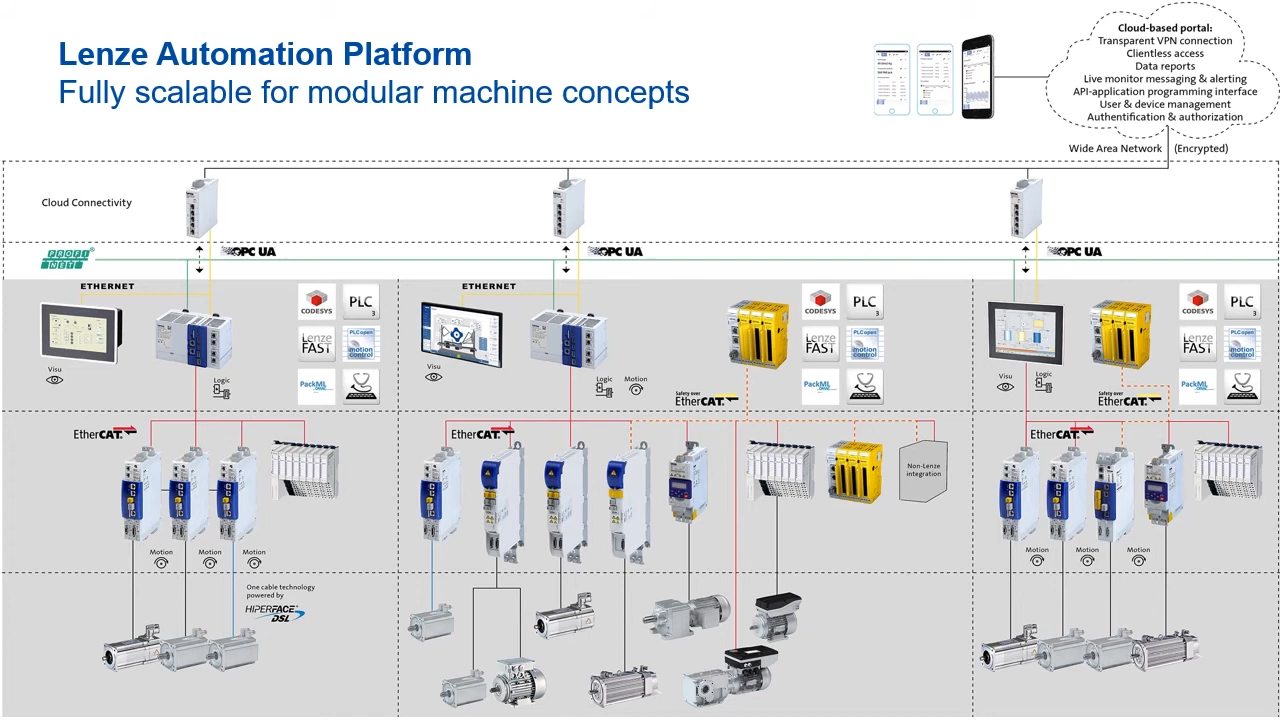 Lenze Automation Platform
Fully scalable for modular machine concepts
Cloud-based portal:
Transparent VPN connection
Clientless access
Data reports
Live monitor messaging & alerting
API-application programming interface
User & device management
Authentification & authorization
Wide Area Network (Encrypted)
Cloud Connectivity
PROFI
NET
OPC UA
OPC UA
OPC UA
ETHERNET
Visu
Logic
CODESYS
PLC
3
Lenze
FAST
PLCopen
motion
control
PackML
ETHERNET
Visu
Logic
Motion
CODESYS
PLC
3
Lenze
FAST
PLCopen
motion
control
PackML
Safety over
EtherCAT
Visu
Logic
CODESYS
PLC
3
Lenze
FAST
PLCopen
motion
control
PackML
Safety over
EtherCAT
EtherCAT
EtherCAT
EtherCAT
Non-Lenze
integration
Motion
Motion
Motion
Motion
Motion
Motion
One cable technology
powered by
HIPERFACE
DSL